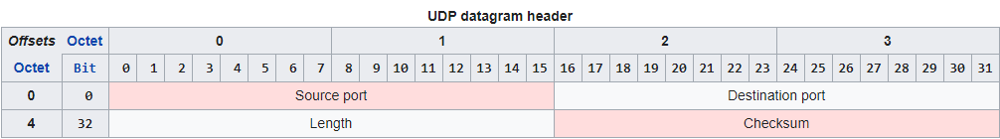 UDP datagram header
Offsets Octet 0 1 2 3
Octet Bit 0 1 2 3 4 5 6 7 8 9 10 11 12 13 14 15 16 17 18 19 20 21 22 23 24 25 26 27 28 29 30 31
0 0 Source port Destination port
4 32 Length Checksum